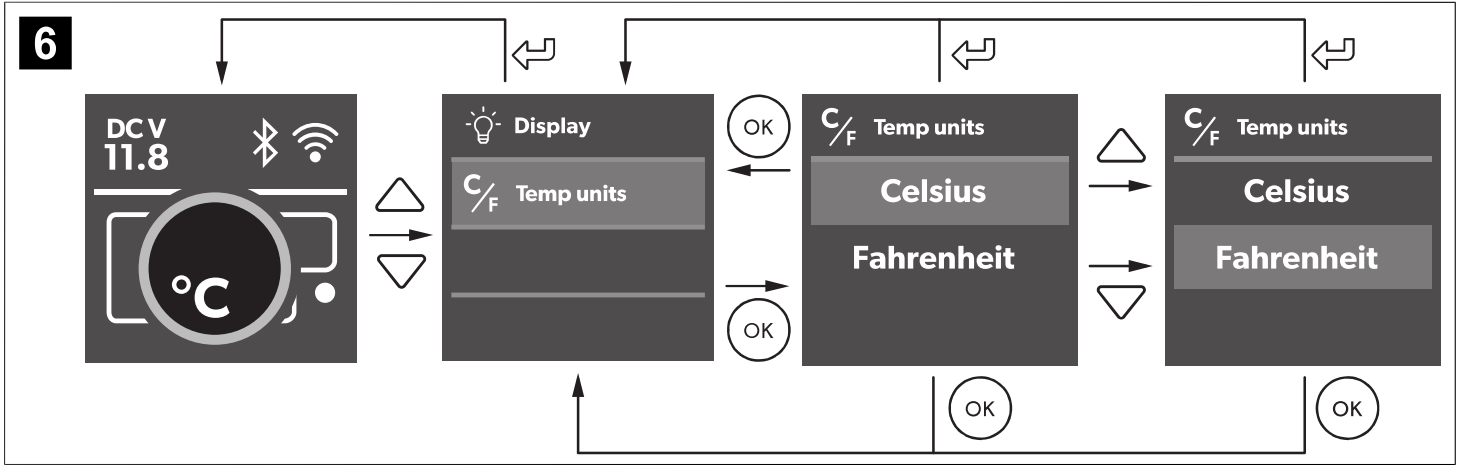 6
DC V
11.8
°C
Display
C/F Temp units
OK
OK
C/F Temp units
Celsius
Fahrenheit
OK
C/F Temp units
Celsius
Fahrenheit
OK